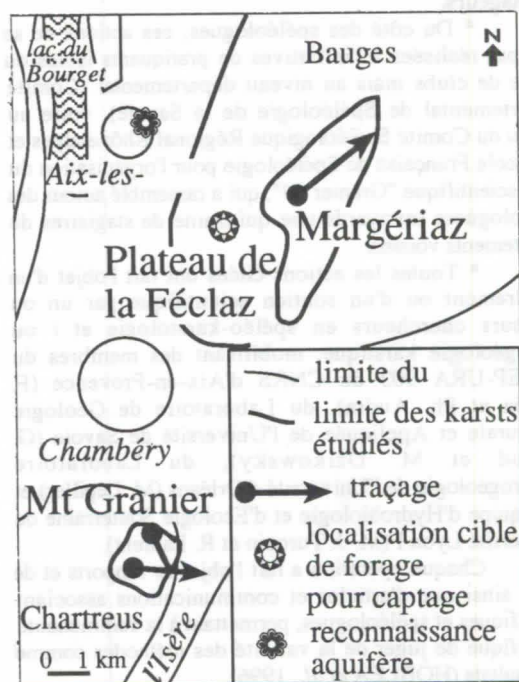 lac du
Bourget
Bauges
N
Aix-les-
Margériaz
Plateau de
la Féclaz
limite du
limite des karsts
étudiés
Chambéry
Mt Granier
traçage
localisation cible
de forage
pour captage
reconnaissance
aquifère
Chartreus
l'Isère
0 1 km